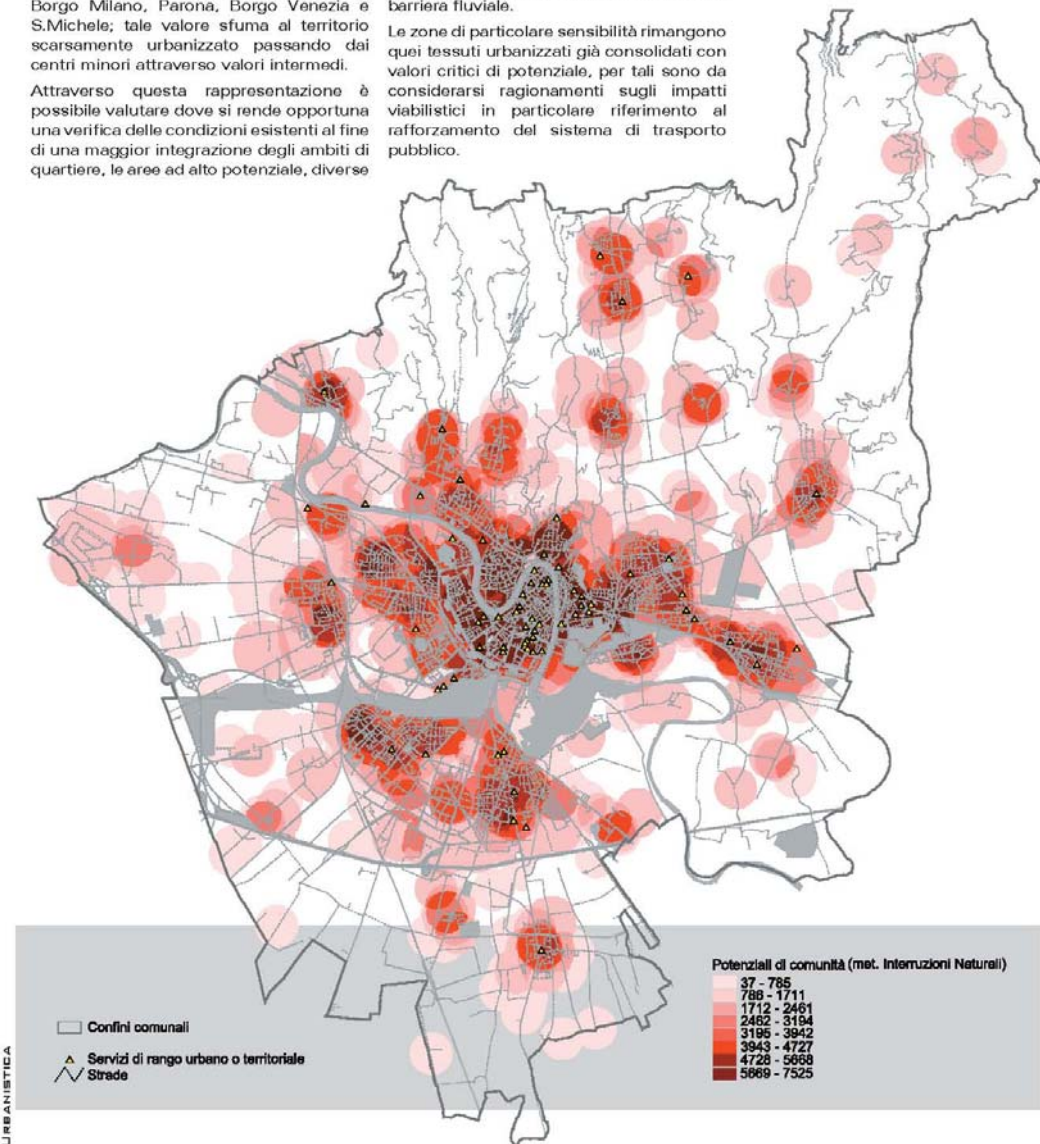 Borgo Milano, Parona, Borgo Venezia e
S.Michele; tale valore sfuma al territorio
scarsamente urbanizzato passando dai
centri minori attraverso valori intermedi.
Attraverso questa rappresentazione è
possibile valutare dove si rende opportuna
una verifica delle condizioni esistenti al fine
di una maggior integrazione degli ambiti di
quartiere, le aree ad alto potenziale, diverse
barriera fluviale.
Le zone di particolare sensibilità rimangono
quei tessuti urbanizzati già consolidati con
valori critici di potenziale, per tali sono da
considerarsi ragionamenti sugli impatti
viabilistici in particolare riferimento al
rafforzamento del sistema di trasporto
pubblico.
Confini comunali
Servizi di rango urbano o territoriale
Strade
Potenziali di comunità (met. Interruzioni Naturali)
37 - 785
786 - 1711
1712 - 2461
2462 - 3194
3195 - 3942
3943 - 4727
4728 - 5668
5669 - 7525
URBANISTICA